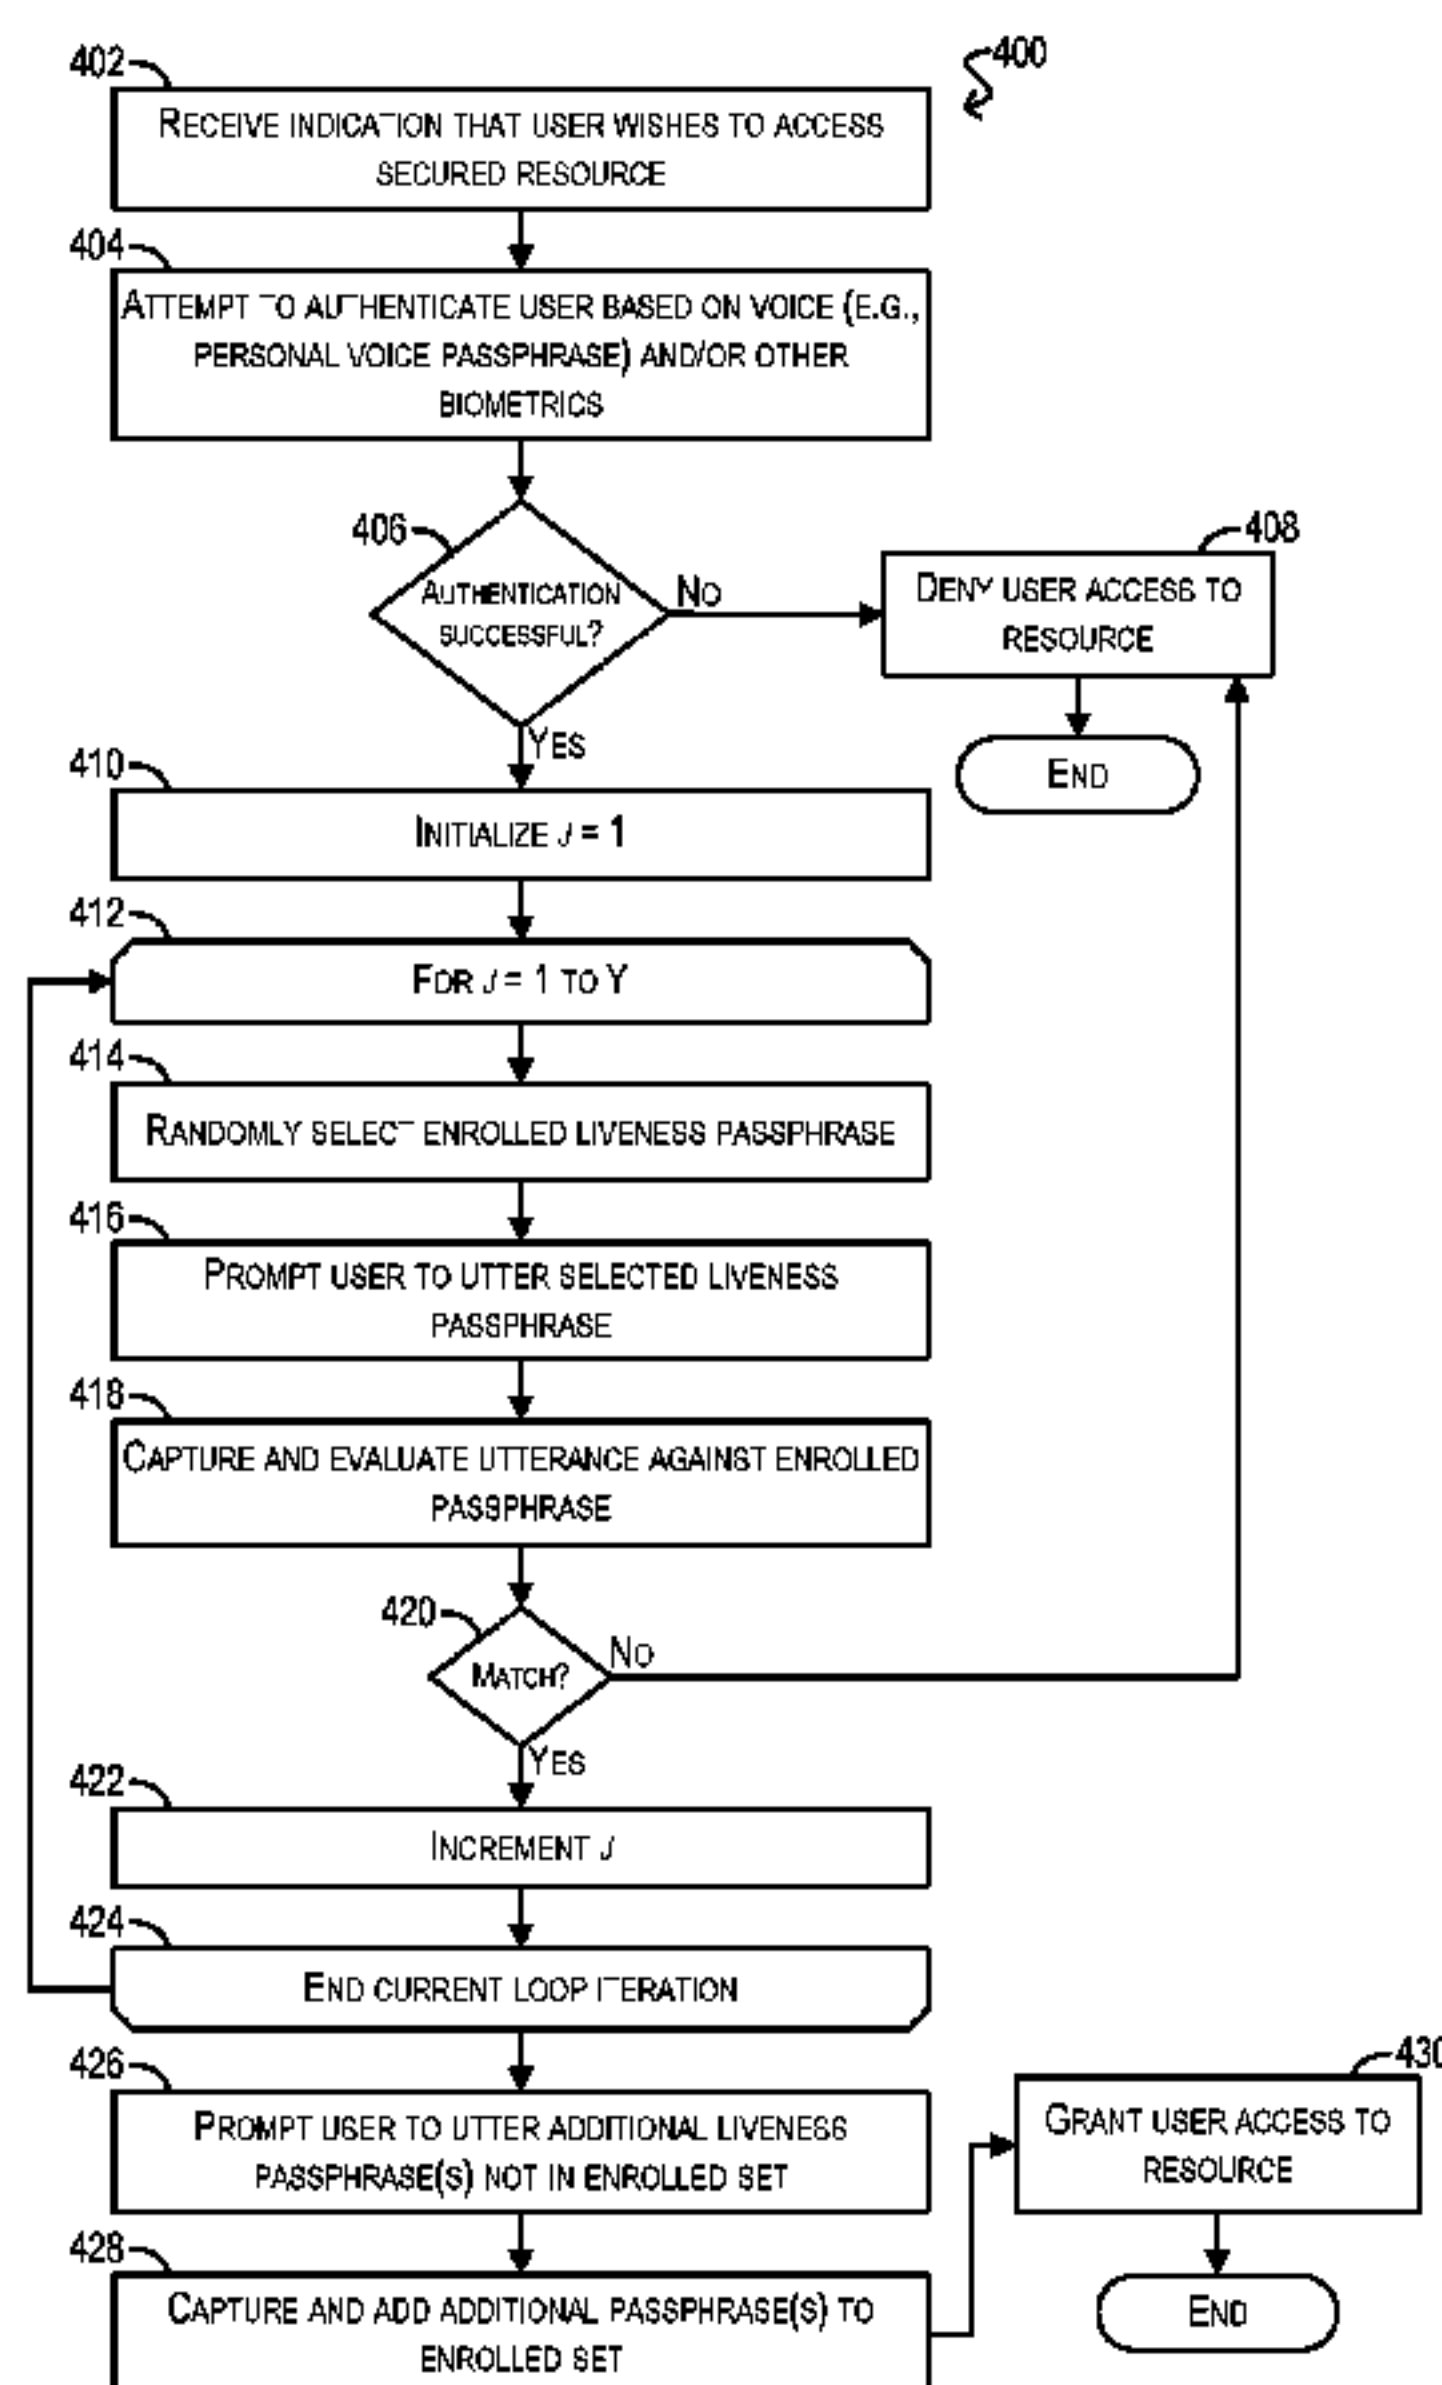 400
402
RECEIVE INDICATION THAT USER WISHES TO ACCESS
SECURED RESOURCE
404
ATTEMPT TO AUTHENTICATE USER BASED ON VOICE (E.G.,
PERSONAL VOICE PASSPHRASE) AND/OR OTHER
BIOMETRICS
406
AUTHENTICATION
SUCCESSFUL?
NO
408
DENY USER ACCESS TO
RESOURCE
END
YES
410
INITIALIZE J = 1
412
FOR J = 1 TO Y
414
RANDOMLY SELECT ENROLLED LIVENESS PASSPHRASE
416
PROMPT USER TO UTTER SELECTED LIVENESS
PASSPHRASE
418
CAPTURE AND EVALUATE UTTERANCE AGAINST ENROLLED
PASSPHRASE
420
MATCH?
NO
YES
422
INCREMENT J
424
END CURRENT LOOP ITERATION
426
PROMPT USER TO UTTER ADDITIONAL LIVENESS
PASSPHRASE(S) NOT IN ENROLLED SET
428
CAPTURE AND ADD ADDITIONAL PASSPHRASE(S) TO
ENROLLED SET
430
GRANT USER ACCESS TO
RESOURCE
END